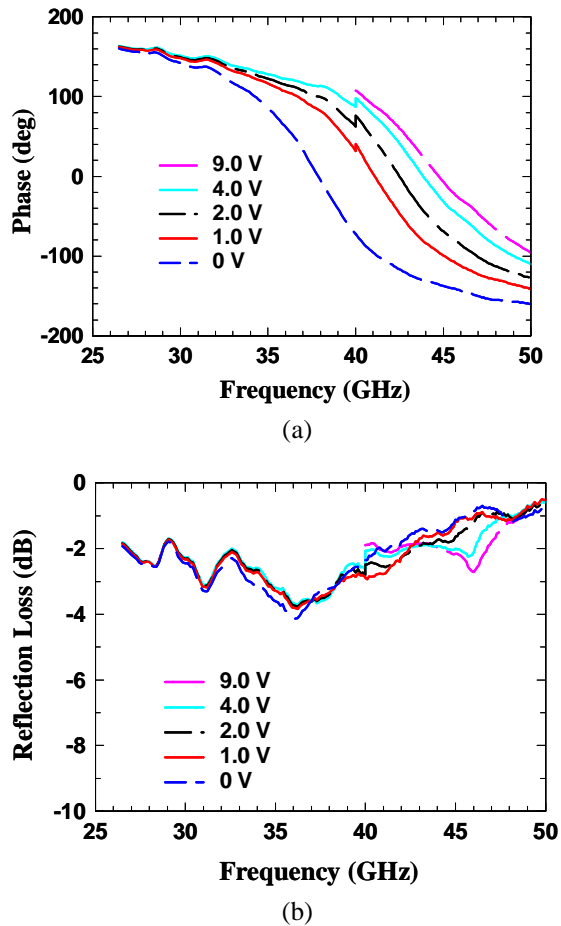 200
100
0
-100
-200
Phase (deg)
9.0 V
4.0 V
2.0 V
1.0 V
0 V
25 30 35 40 45 50
Frequency (GHz)
(a)
0
-2
-4
-6
-8
-10
Reflection Loss (dB)
9.0 V
4.0 V
2.0 V
1.0 V
0 V
25 30 35 40 45 50
Frequency (GHz)
(b)